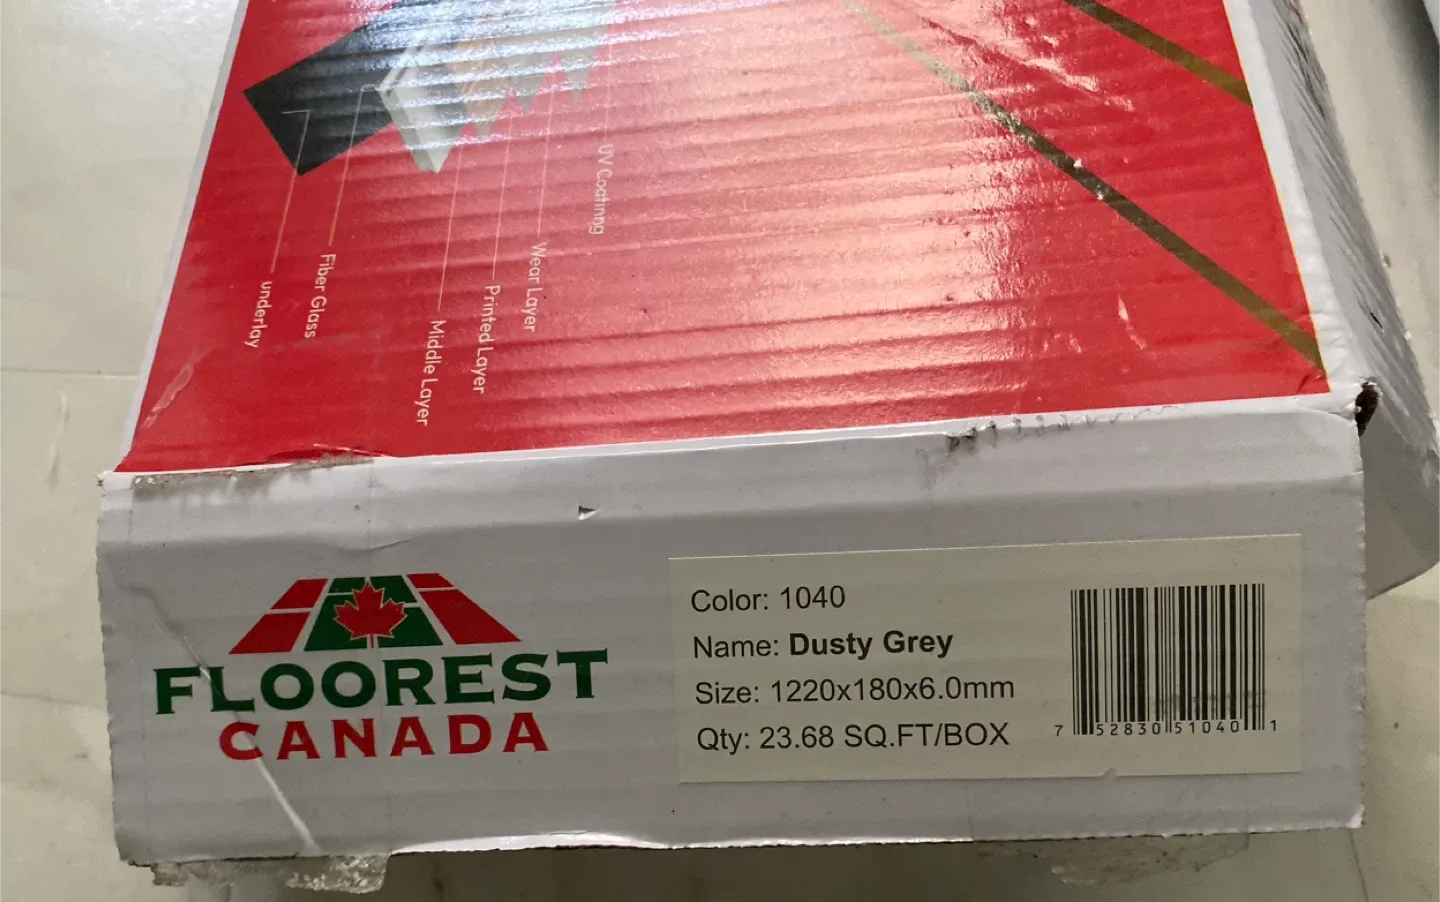 UV Coatinng
Wear Layer
Printed Layer
Middle Layer
Fiber Glass
underlay
FLOOREST
CANADA
Color: 1040
Name: Dusty Grey
Size: 1220x180x6.0mm
Qty: 23.68 SQ.FT/BOX
7 52830 51040 1